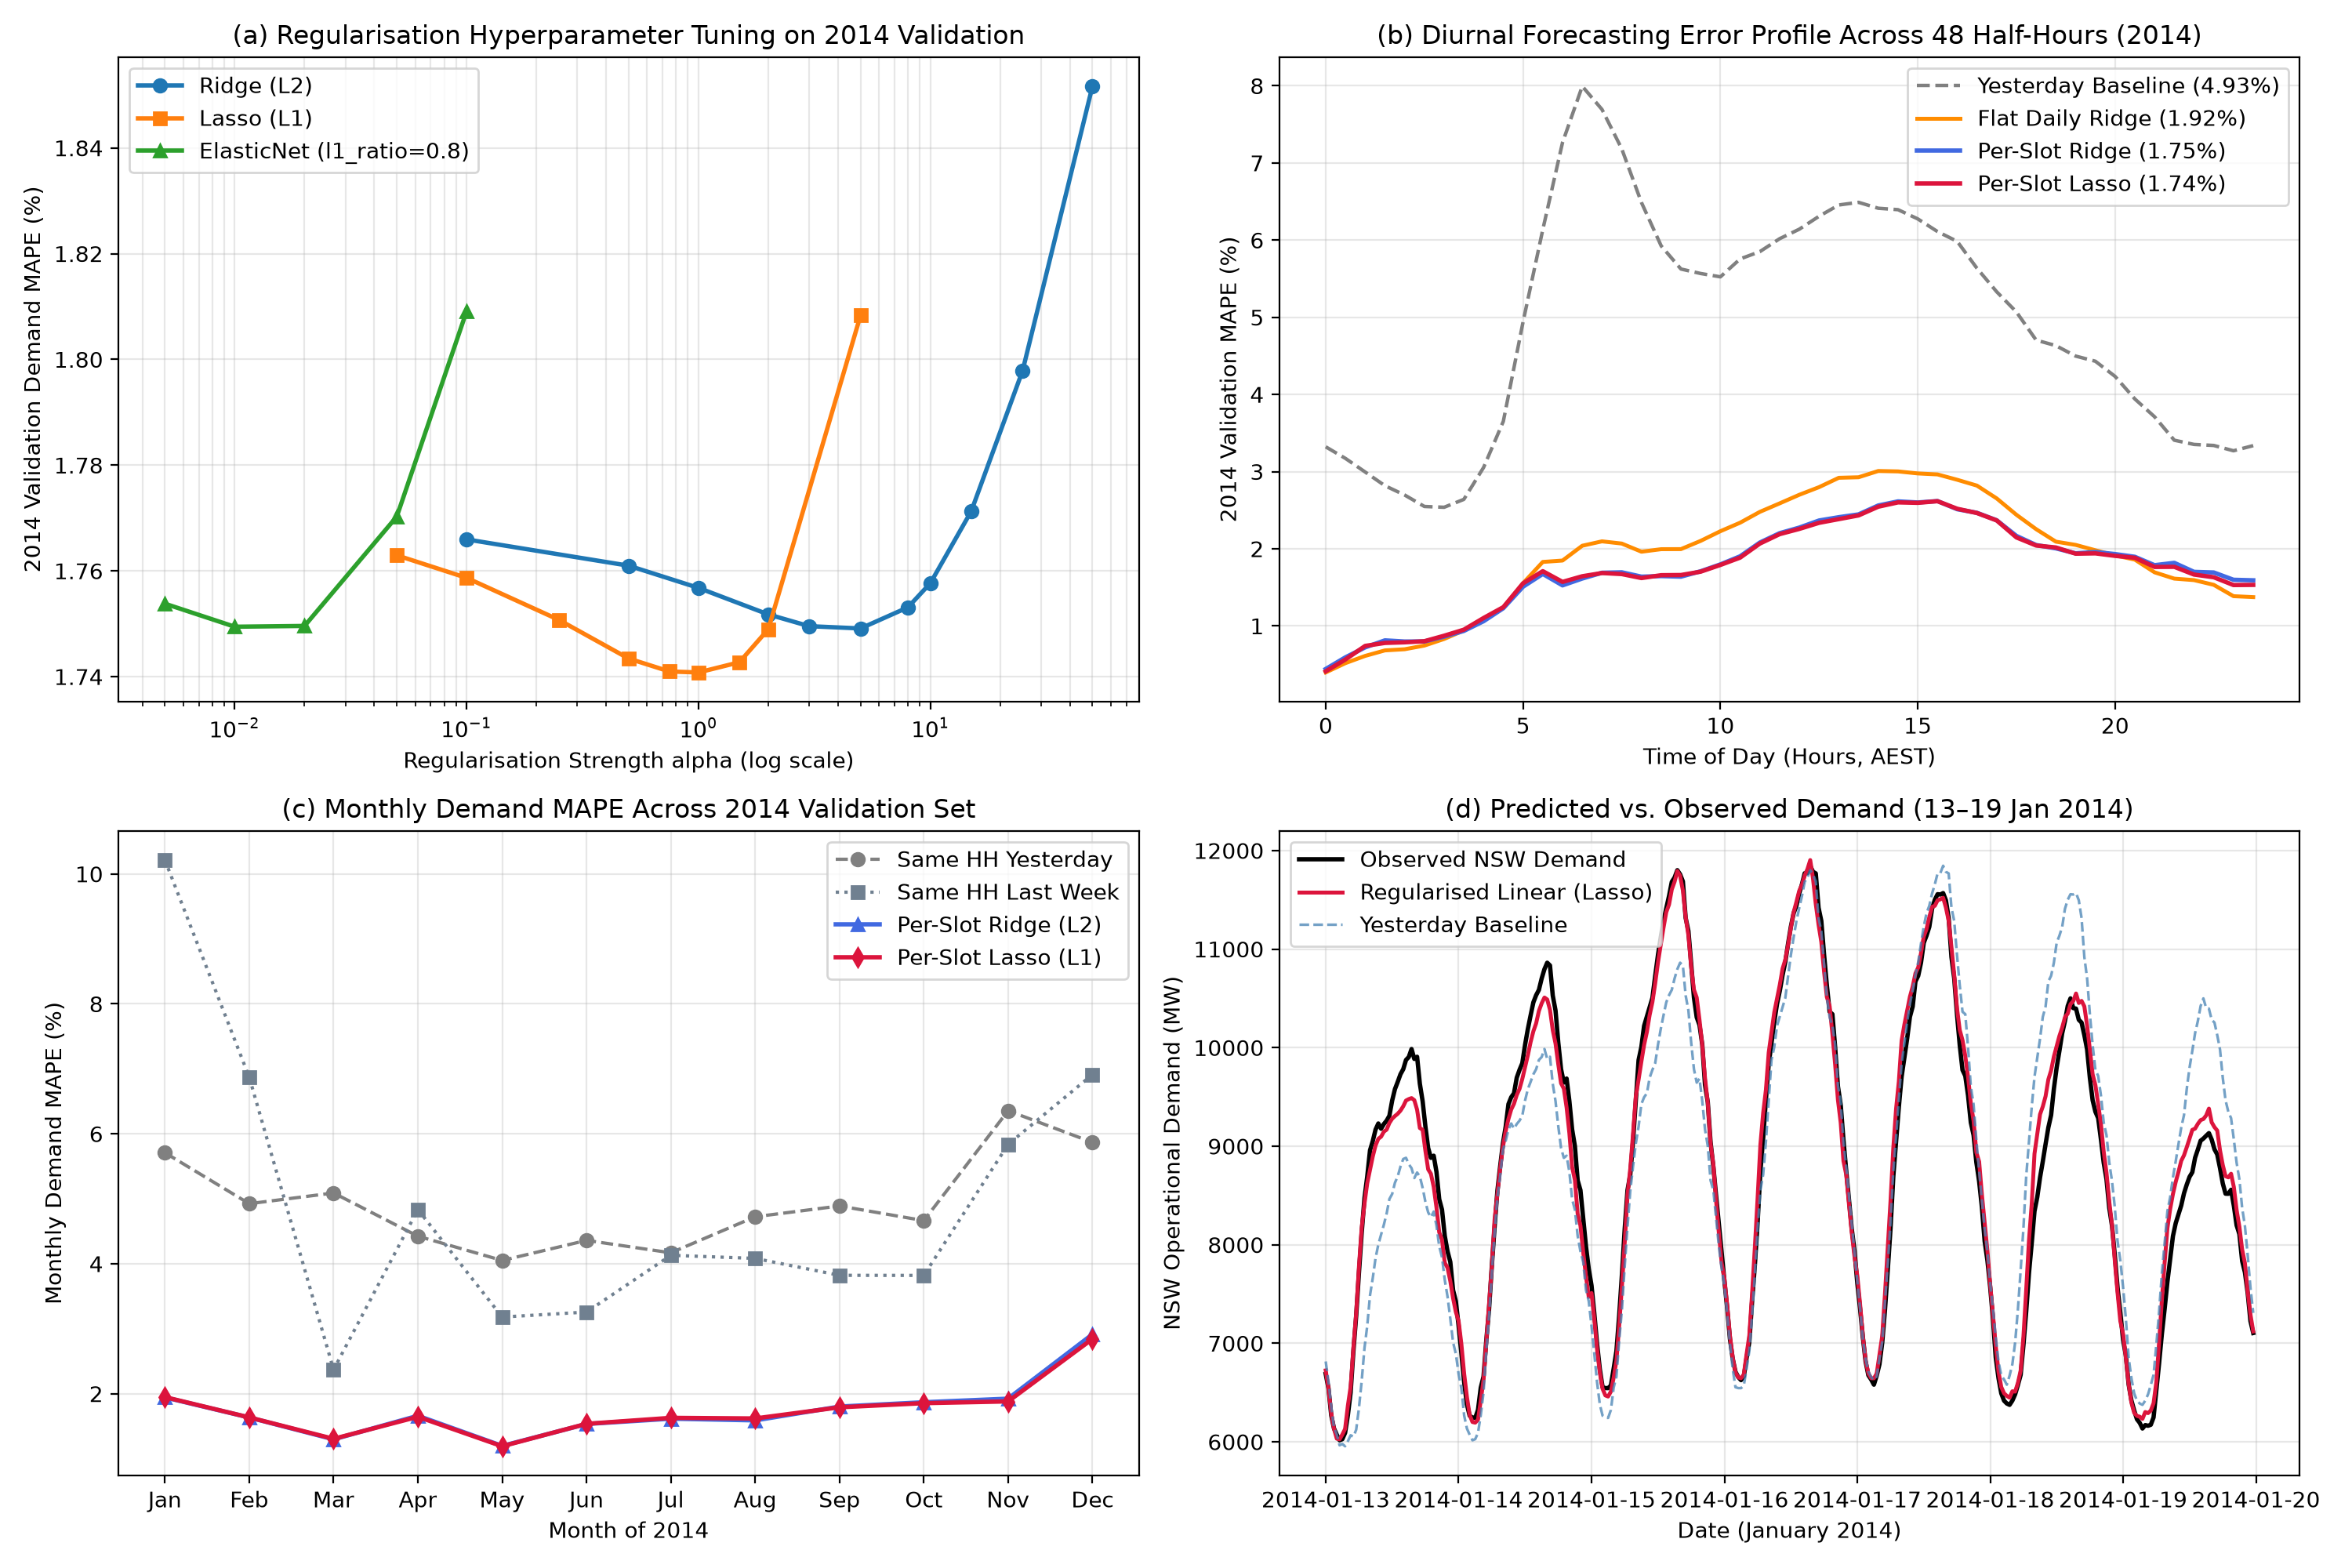 (a) Regularisation Hyperparameter Tuning on 2014 Validation
Ridge (L2)
Lasso (L1)
ElasticNet (l1_ratio=0.8)
2014 Validation Demand MAPE (%)
1.84
1.82
1.80
1.78
1.76
1.74
10⁻²
10⁻¹
10⁰
10¹
Regularisation Strength alpha (log scale)
(b) Diurnal Forecasting Error Profile Across 48 Half-Hours (2014)
Yesterday Baseline (4.93%)
Flat Daily Ridge (1.92%)
Per-Slot Ridge (1.75%)
Per-Slot Lasso (1.74%)
2014 Validation MAPE (%)
8
7
6
5
4
3
2
1
0
5
10
15
20
Time of Day (Hours, AEST)
(c) Monthly Demand MAPE Across 2014 Validation Set
Same HH Yesterday
Same HH Last Week
Per-Slot Ridge (L2)
Per-Slot Lasso (L1)
Monthly Demand MAPE (%)
10
8
6
4
2
Jan
Feb
Mar
Apr
May
Jun
Jul
Aug
Sep
Oct
Nov
Dec
Month of 2014
(d) Predicted vs. Observed Demand (13–19 Jan 2014)
Observed NSW Demand
Regularised Linear (Lasso)
Yesterday Baseline
NSW Operational Demand (MW)
12000
11000
10000
9000
8000
7000
6000
2014-01-13
2014-01-14
2014-01-15
2014-01-16
2014-01-17
2014-01-18
2014-01-19
2014-01-20
Date (January 2014)